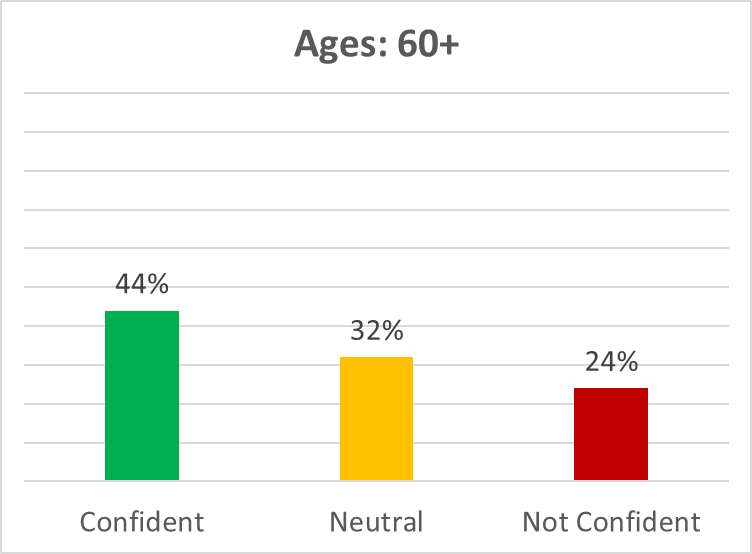 Ages: 60+
44%
32%
24%
Confident
Neutral
Not Confident